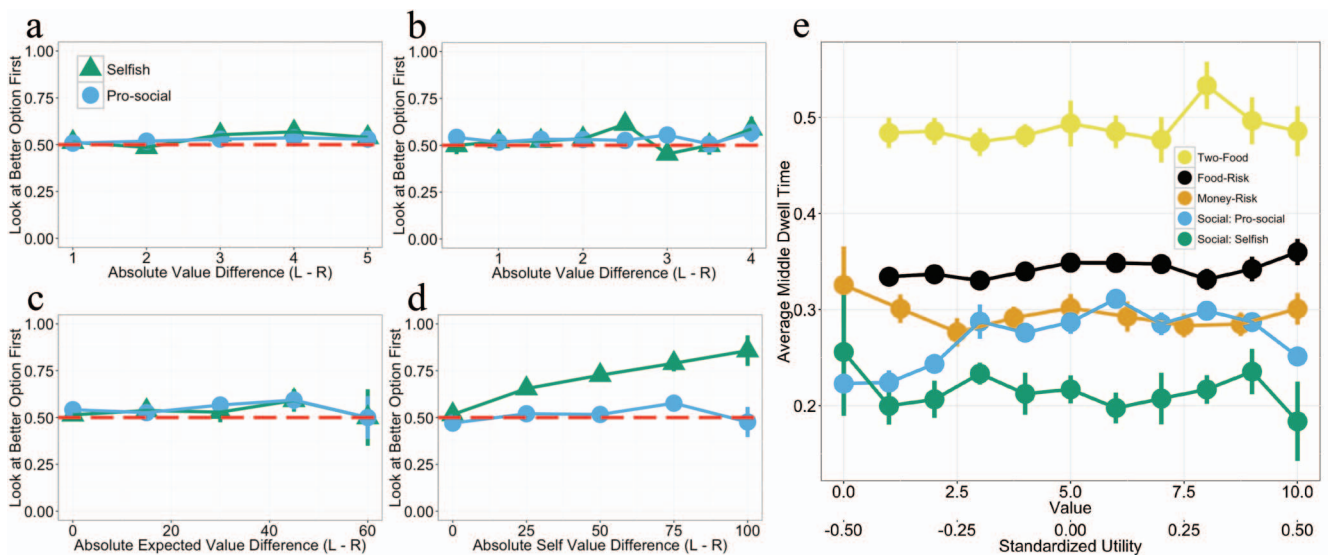 a
Look at Better Option First
1.00
0.75
0.50
0.25
0.00
Selfish
Pro-social
1 2 3 4 5
Absolute Value Difference (L - R)
b
Look at Better Option First
1.00
0.75
0.50
0.25
0.00
1 2 3 4
Absolute Value Difference (L - R)
c
Look at Better Option First
1.00
0.75
0.50
0.25
0.00
0 20 40 60
Absolute Expected Value Difference (L - R)
d
Look at Better Option First
1.00
0.75
0.50
0.25
0.00
0 25 50 75 100
Absolute Self Value Difference (L - R)
e
Average Middle Dwell Time
0.5
0.4
0.3
0.2
Two-Food
Food-Risk
Money-Risk
Social: Pro-social
Social: Selfish
0.0 2.5 5.0 7.5 10.0
Value
-0.50 -0.25 0.00 0.25 0.50
Standardized Utility